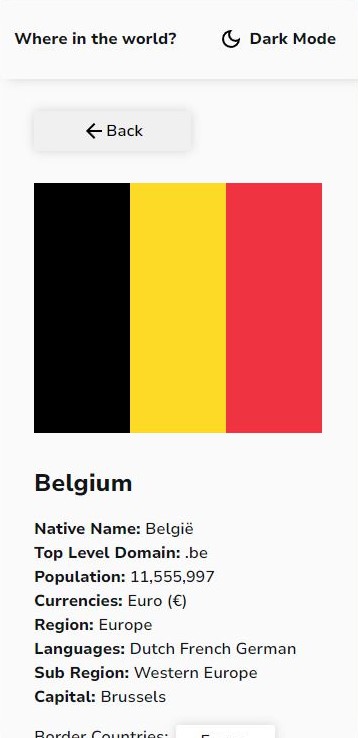 Where in the world? Dark Mode
Back
Belgium
Native Name: België
Top Level Domain: .be
Population: 11,555,997
Currencies: Euro (€)
Region: Europe
Languages: Dutch French German
Sub Region: Western Europe
Capital: Brussels
Border Countries: